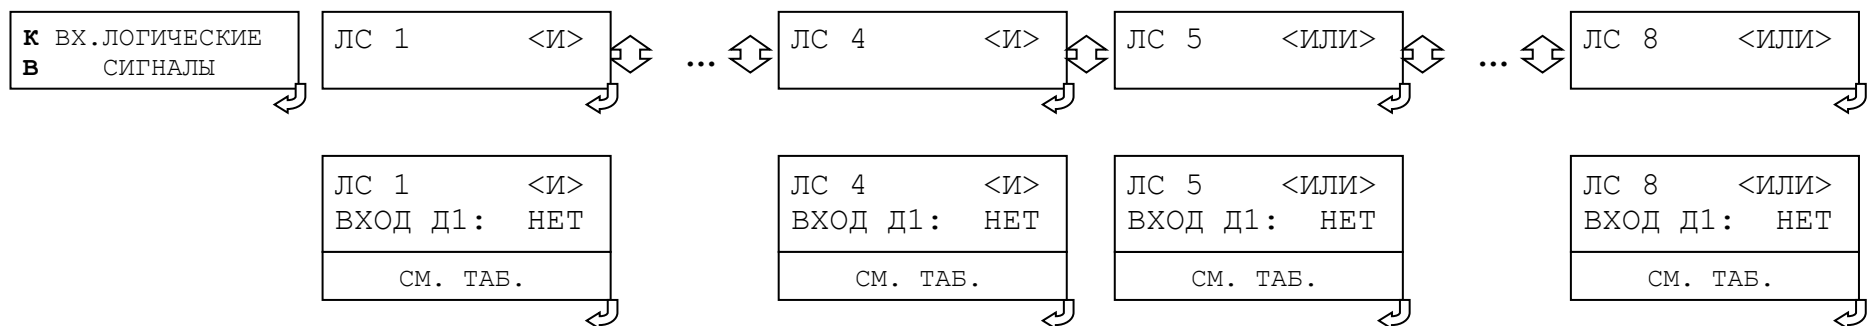 К ВХ.ЛОГИЧЕСКИЕ
В СИГНАЛЫ
ЛС 1 <И>
...
ЛС 4 <И>
ЛС 5 <ИЛИ>
...
ЛС 8 <ИЛИ>
ЛС 1 <И>
ВХОД Д1: НЕТ
СМ. ТАБ.
ЛС 4 <И>
ВХОД Д1: НЕТ
СМ. ТАБ.
ЛС 5 <ИЛИ>
ВХОД Д1: НЕТ
СМ. ТАБ.
ЛС 8 <ИЛИ>
ВХОД Д1: НЕТ
СМ. ТАБ.